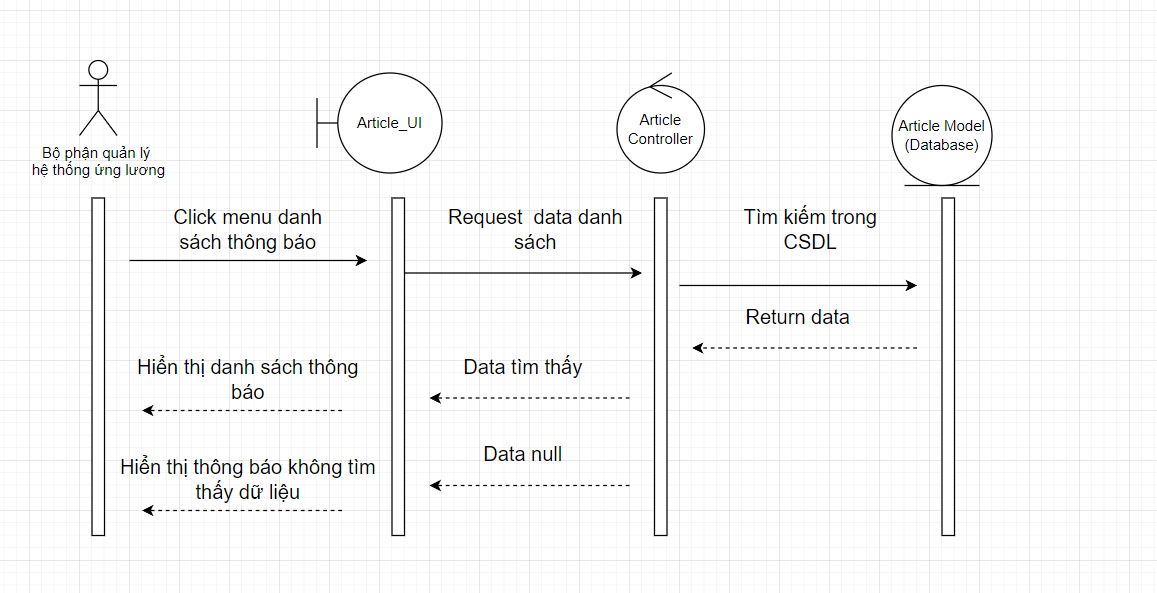 Bộ phận quản lý
hệ thống ứng lương
Article_UI
Article
Controller
Article Model
(Database)
Click menu danh
sách thông báo
Request  data danh
sách
Tìm kiếm trong
CSDL
Return data
Hiển thị danh sách thông
báo
Data tìm thấy
Data null
Hiển thị thông báo không tìm
thấy dữ liệu